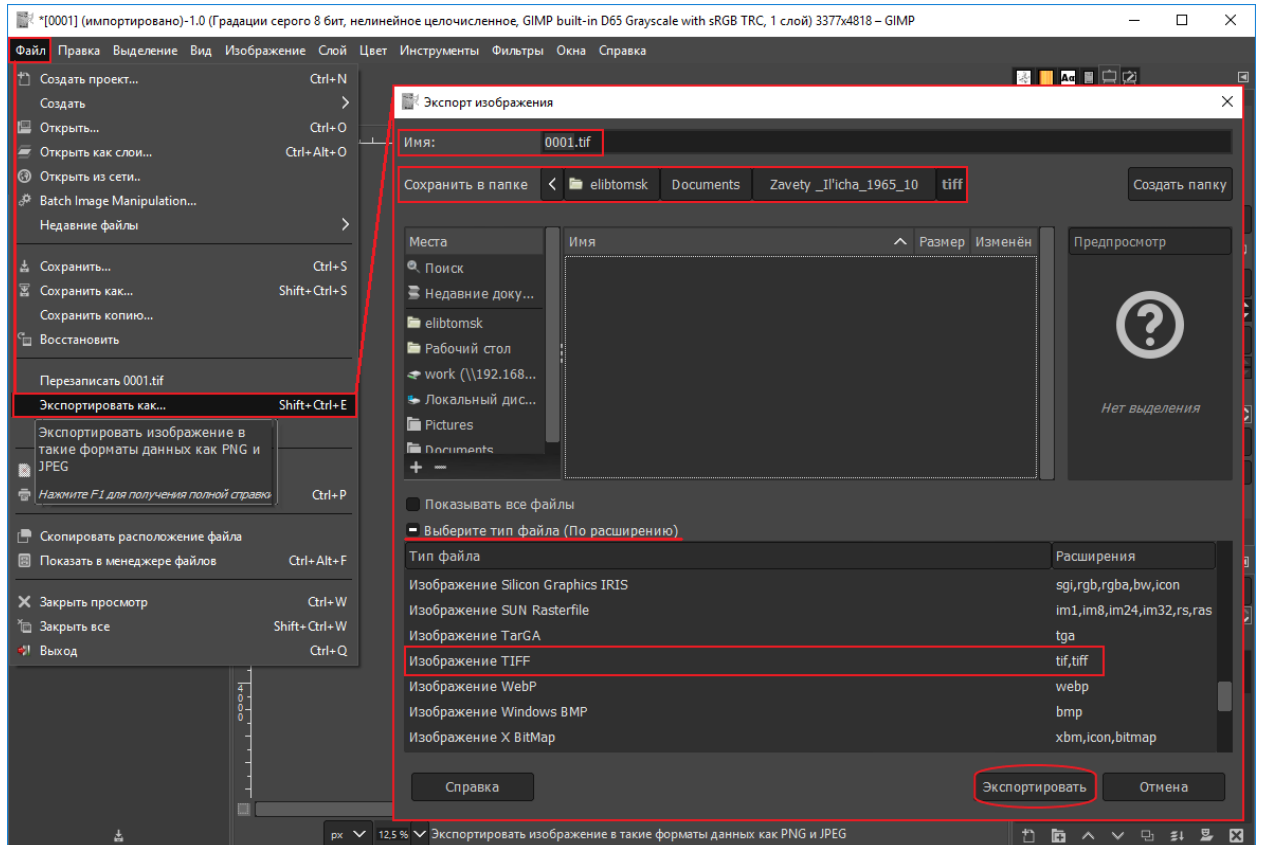 *[0001] (импортировано)-1.0 (Градации серого 8 бит, нелинейное целочисленное, GIMP built-in D65 Grayscale with sRGB TRC, 1 слой) 3377x4818 – GIMP
Файл Правка Выделение Вид Изображение Слой Цвет Инструменты Фильтры Окна Справка
Создать проект... Ctrl+N
Создать
Открыть... Ctrl+O
Открыть как слои... Ctrl+Alt+O
Открыть из сети..
Batch Image Manipulation...
Недавние файлы
Сохранить... Ctrl+S
Сохранить как... Shift+Ctrl+S
Сохранить копию...
Восстановить
Перезаписать 0001.tif
Экспортировать как... Shift+Ctrl+E
Экспортировать изображение в
такие форматы данных как PNG и
JPEG
Нажмите F1 для получения полной справки
Ctrl+P
Скопировать расположение файла
Показать в менеджере файлов Ctrl+Alt+F
Закрыть просмотр Ctrl+W
Закрыть все Shift+Ctrl+W
Выход Ctrl+Q
4000
Aα
Экспорт изображения
Имя: 0001.tif
Сохранить в папке elibtomsk Documents Zavety _Il'icha_1965_10 tiff Создать папку
Места Имя Размер Изменён Предпросмотр
Поиск
Недавние доку...
elibtomsk
Рабочий стол
work (\\192.168...
Локальный дис...
Pictures
Documents
Нет выделения
Показывать все файлы
Выберите тип файла (По расширению)
Тип файла Расширения
Изображение Silicon Graphics IRIS sgi,rgb,rgba,bw,icon
Изображение SUN Rasterfile im1,im8,im24,im32,rs,ras
Изображение TarGA tga
Изображение TIFF tif,tiff
Изображение WebP webp
Изображение Windows BMP bmp
Изображение X BitMap xbm,icon,bitmap
Справка Экспортировать Отмена
px 12,5 % Экспортировать изображение в такие форматы данных как PNG и JPEG